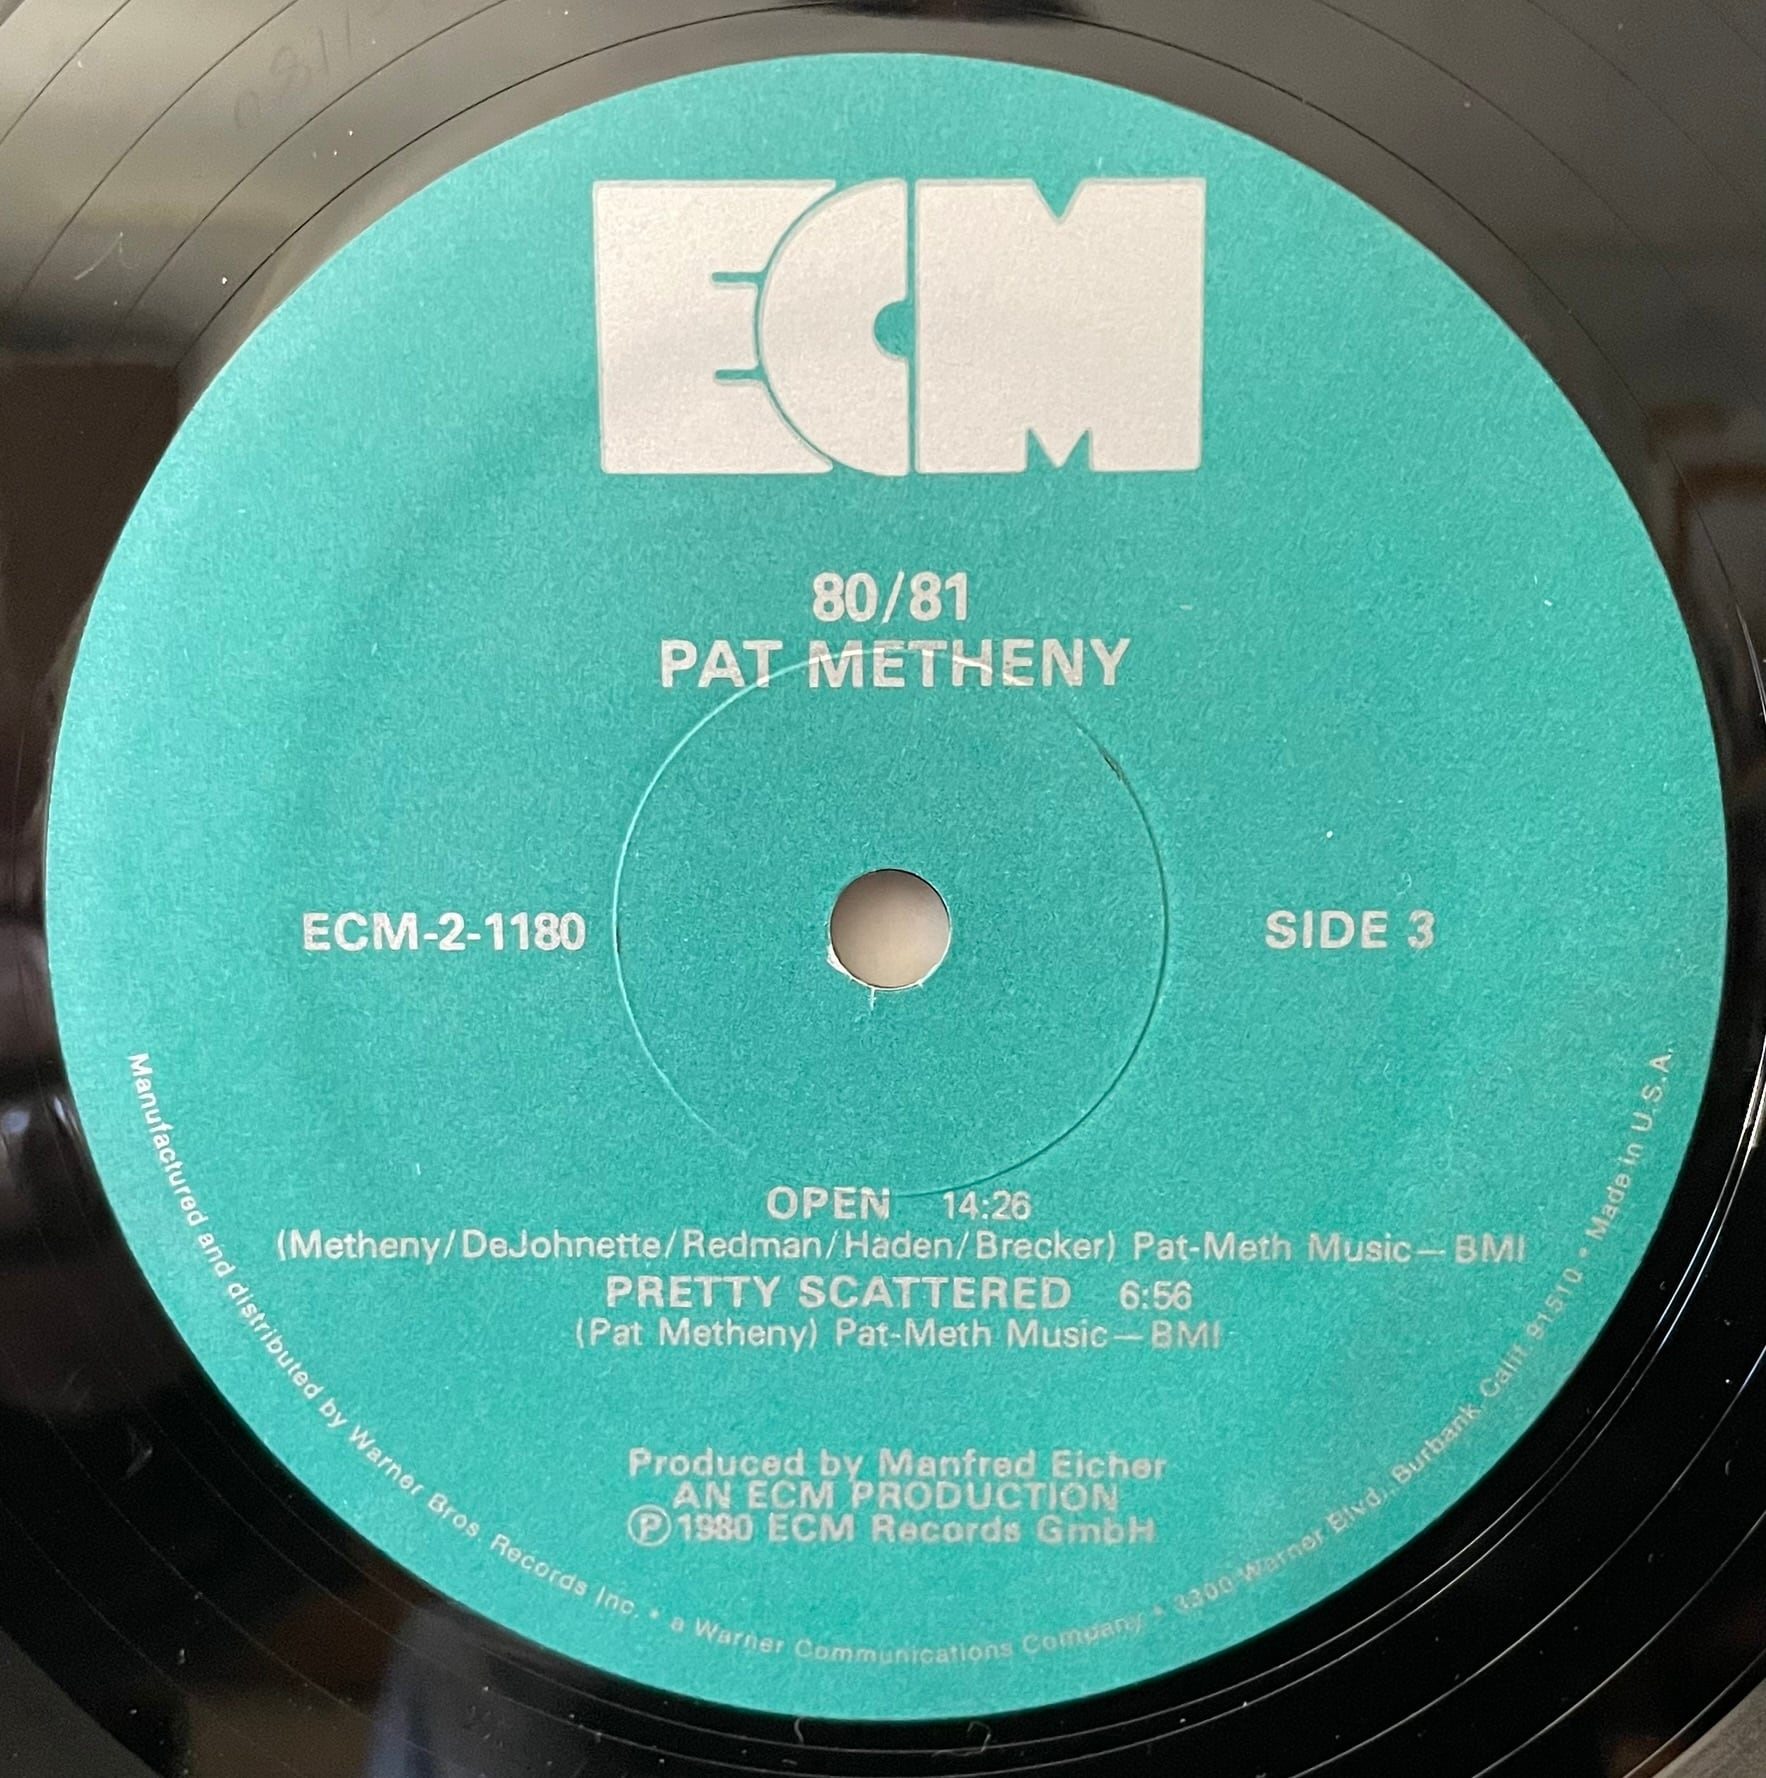 ECM
80/81
PAT METHENY
ECM-2-1180
SIDE 3
OPEN 14:26
(Metheny/DeJohnette/Redman/Haden/Brecker) Pat-Meth Music—BMI
PRETTY SCATTERED 6:56
(Pat Metheny) Pat-Meth Music—BMI
Produced by Manfred Eicher
AN ECM PRODUCTION
℗ 1980 ECM Records GmbH
Manufactured and distributed by Warner Bros. Records Inc. • a Warner Communications Company • 3300 Warner Blvd., Burbank, Calif. 91510 • Made in U.S.A.